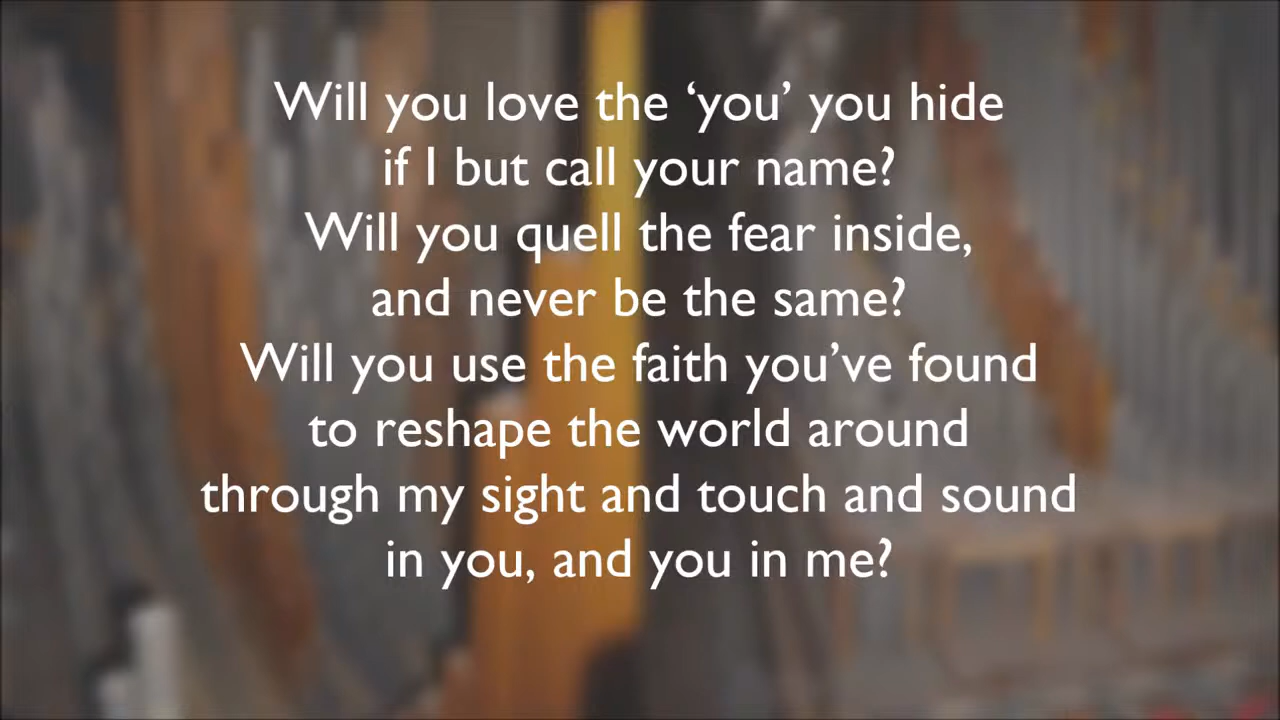 Will you love the ‘you’ you hide
if I but call your name?
Will you quell the fear inside,
and never be the same?
Will you use the faith you’ve found
to reshape the world around
through my sight and touch and sound
in you, and you in me?